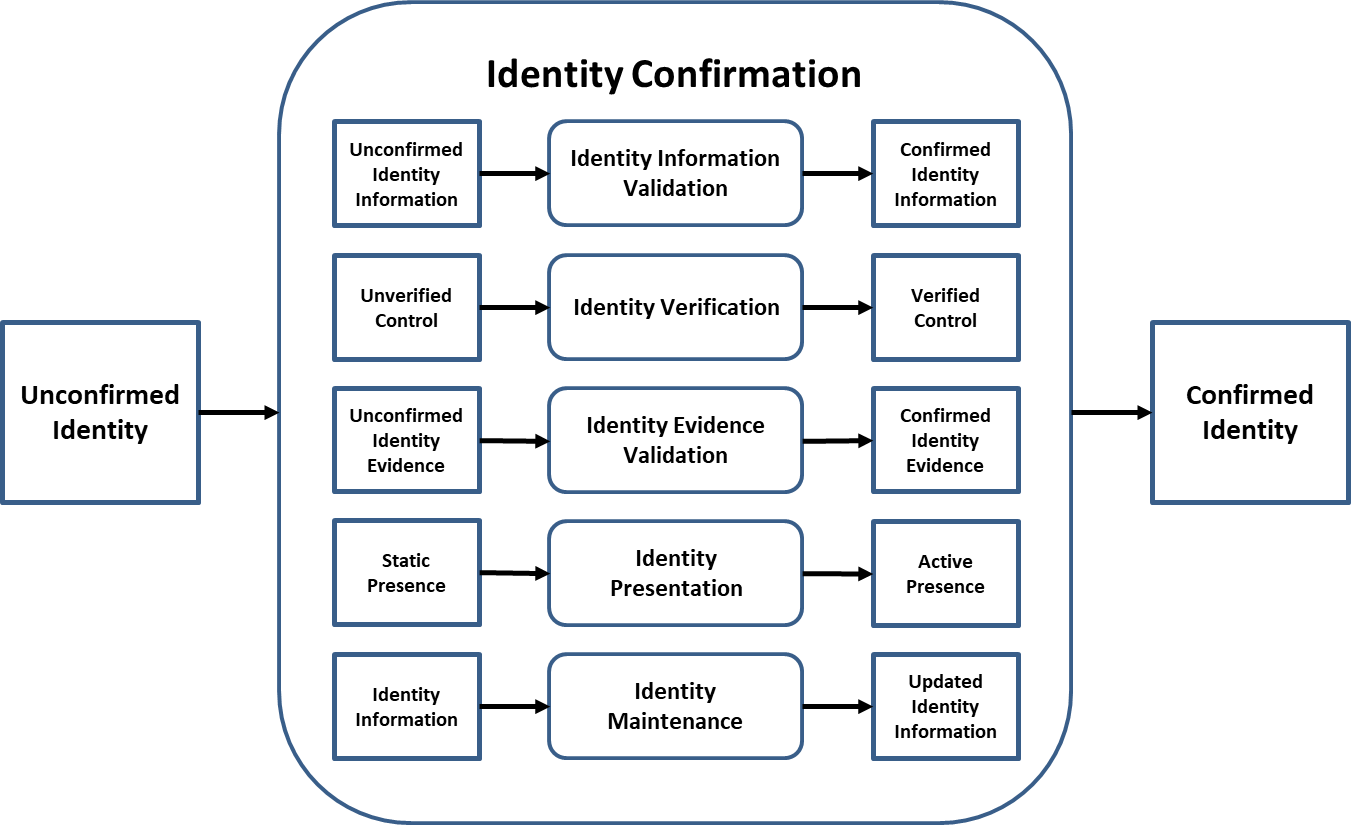 Identity Confirmation
Unconfirmed
Identity
Information
Identity Information
Validation
Confirmed
Identity
Information
Unverified
Control
Identity Verification
Verified
Control
Unconfirmed
Identity
Unconfirmed
Identity
Evidence
Identity Evidence
Validation
Confirmed
Identity
Evidence
Confirmed
Identity
Static
Presence
Identity
Presentation
Active
Presence
Identity
Information
Identity
Maintenance
Updated
Identity
Information